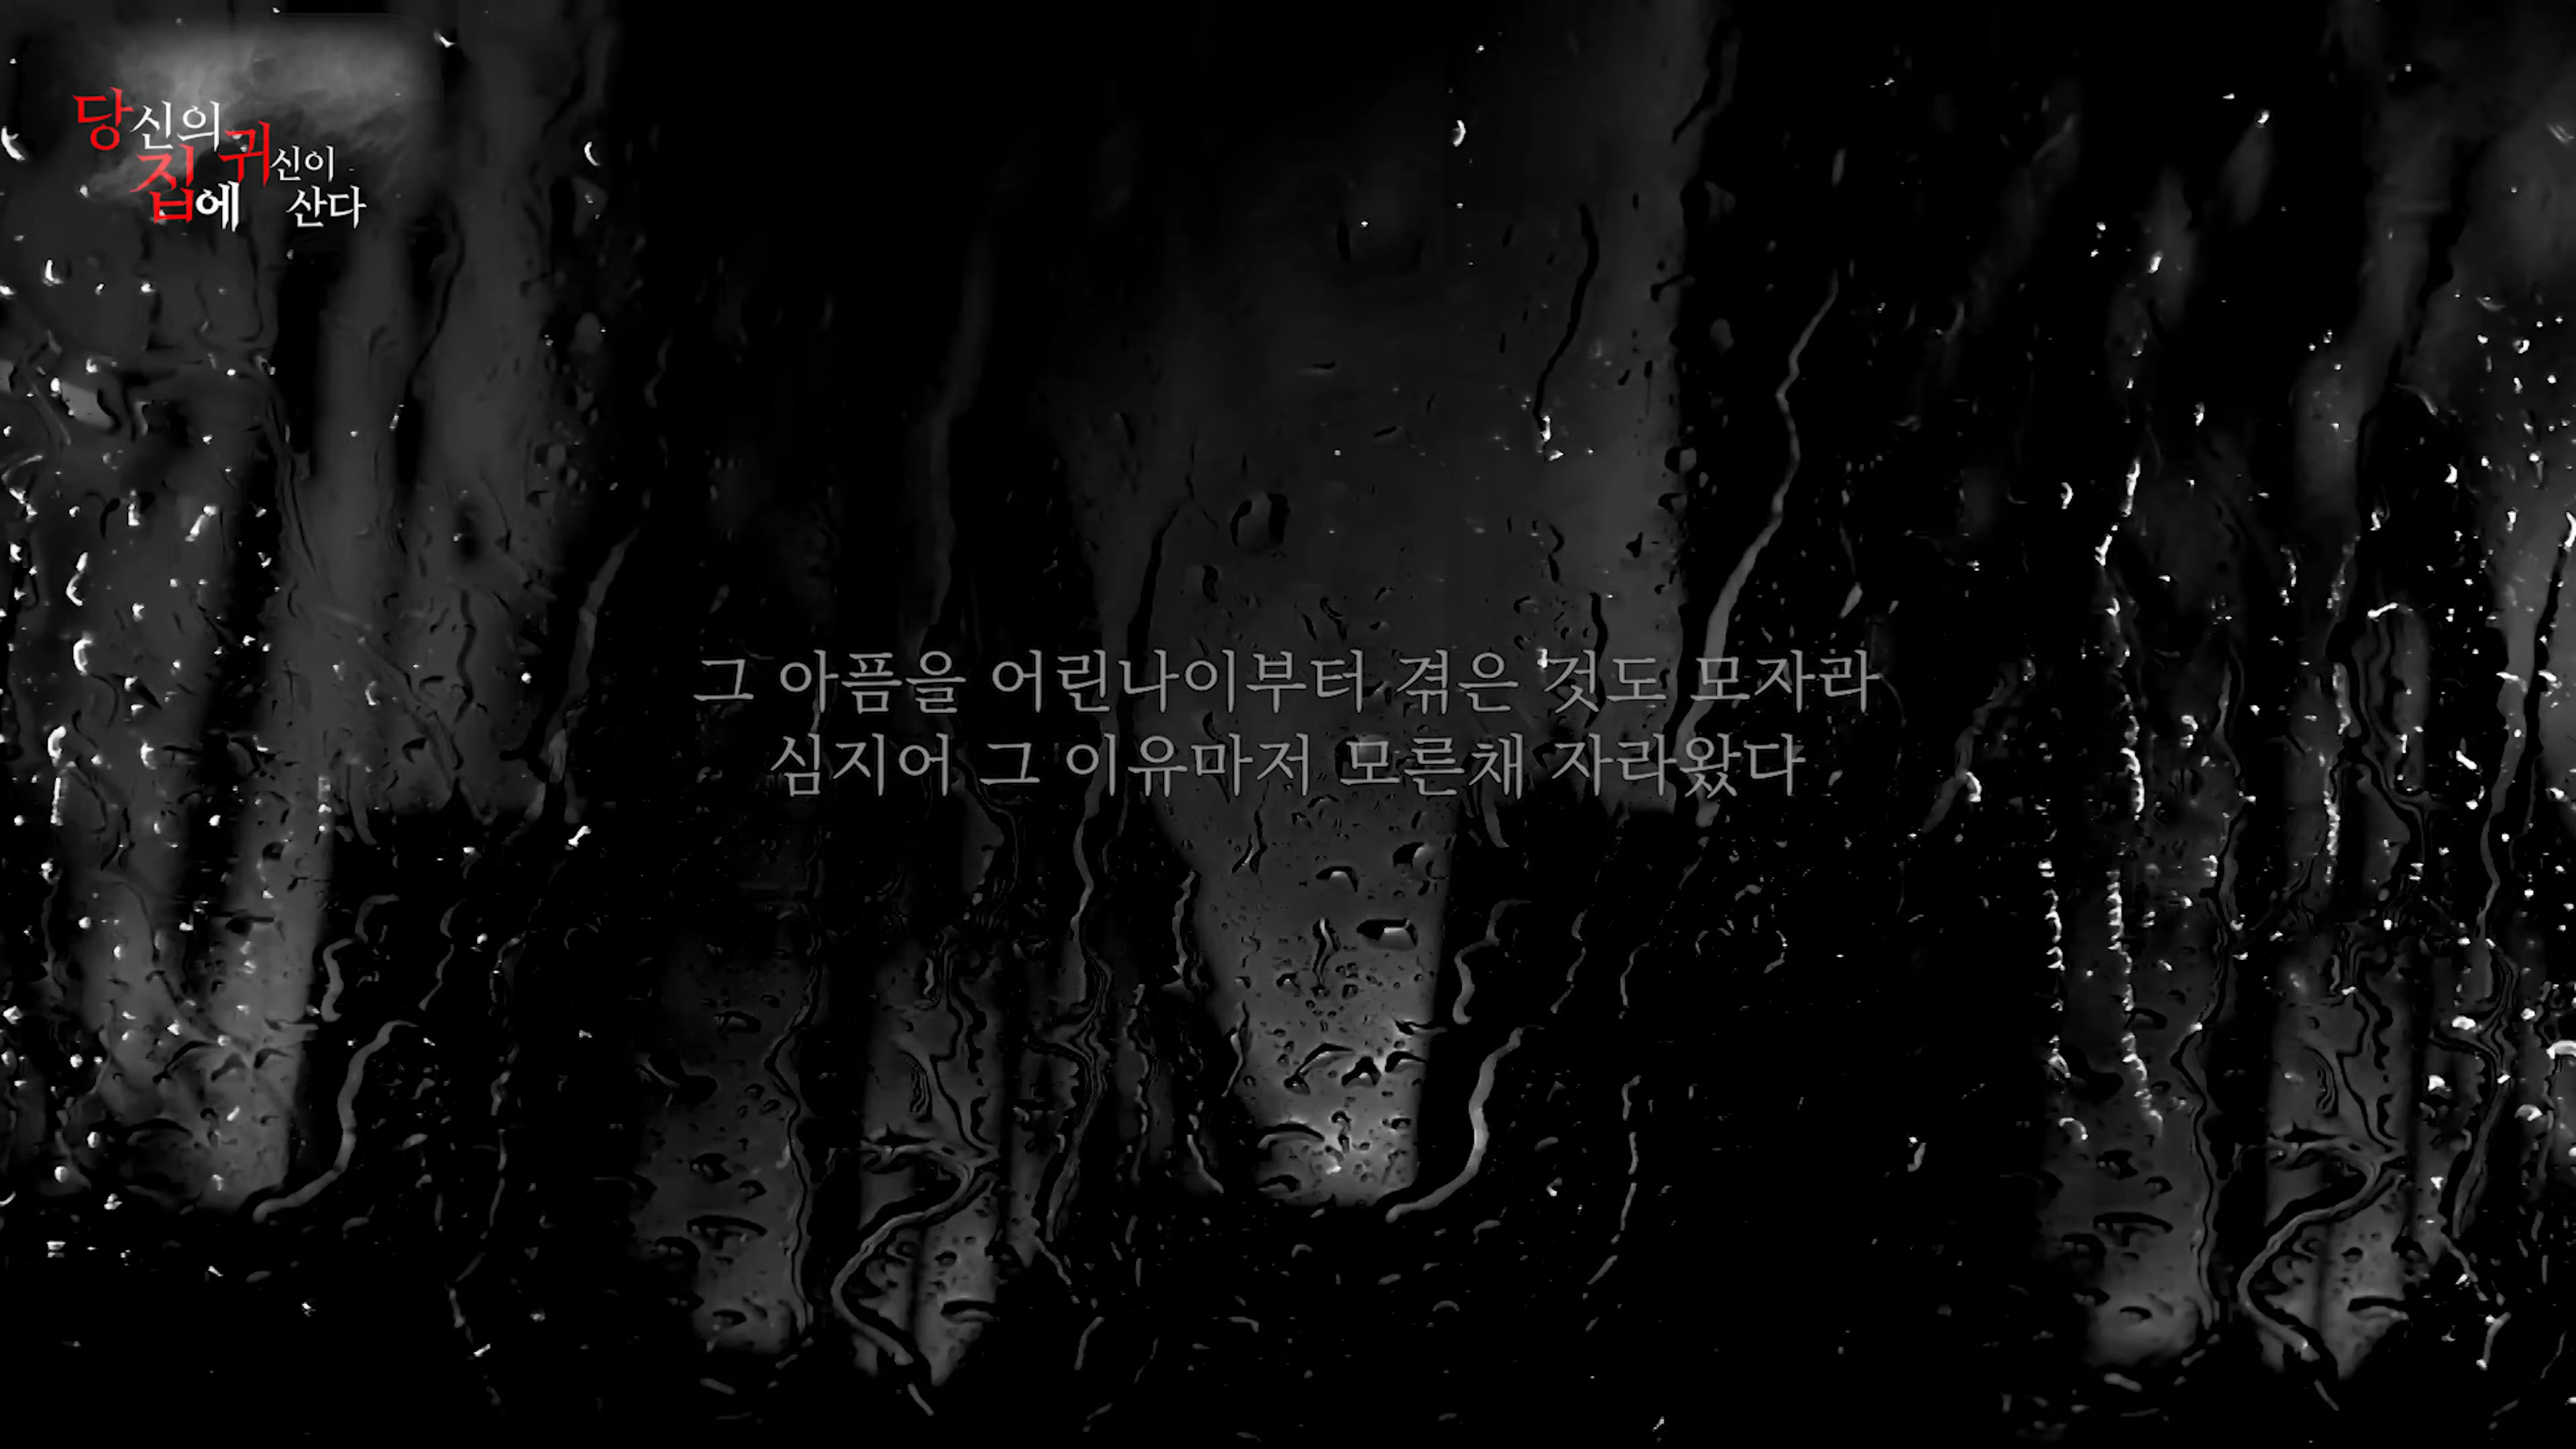 당신의
집에 귀신이
산다
그 아픔을 어린나이부터 겪은 것도 모자라
심지어 그 이유마저 모른채 자라왔다